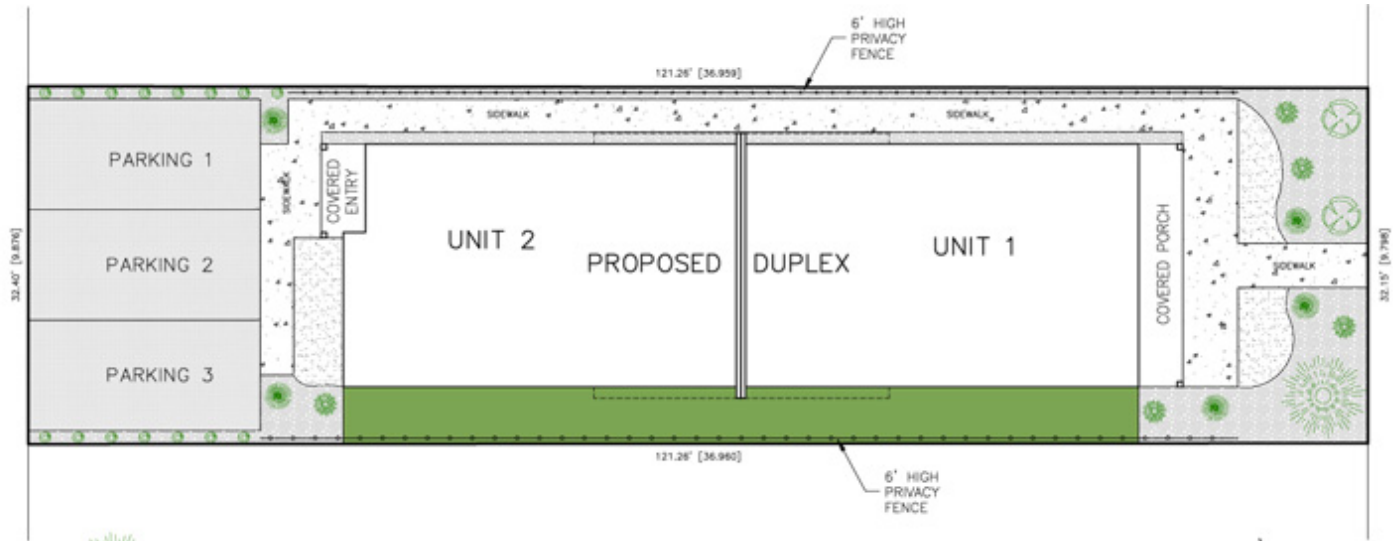 6' HIGH
PRIVACY
FENCE
121.26' [36.959]
SIDEWALK
SIDEWALK
PARKING 1
SIDEWALK
COVERED
ENTRY
UNIT 2
UNIT 1
COVERED PORCH
32.40' [9.876]
PARKING 2
PROPOSED DUPLEX
SIDEWALK
32.15' [9.798]
PARKING 3
121.26' [36.960]
6' HIGH
PRIVACY
FENCE